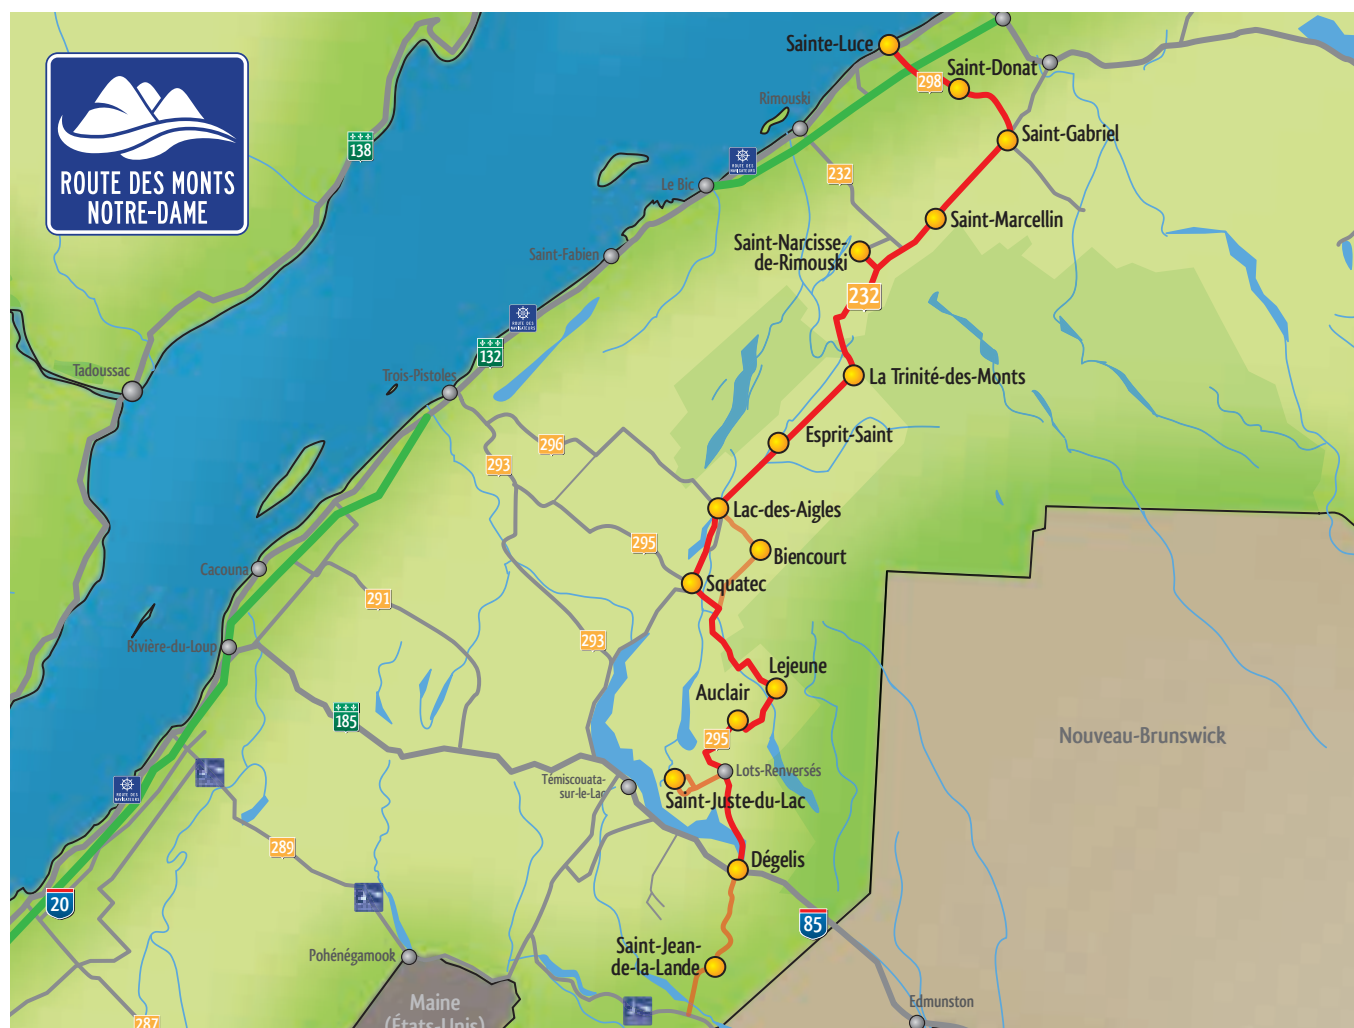 Sainte-Luce
Saint-Donat
298
Rimouski
ROUTE DES MONTS
NOTRE-DAME
138
Saint-Gabriel
232
Le Bic
Saint-Marcellin
Saint-Narcisse-
de-Rimouski
Saint-Fabien
232
132
Tadoussac
Trois-Pistoles
La Trinité-des-Monts
Esprit-Saint
296
293
Lac-des-Aigles
295
Biencourt
Cacouna
Squatec
291
293
Rivière-du-Loup
Lejeune
Auclair
185
295
Nouveau-Brunswick
Lots-Renversés
Témiscouata-
sur-le-Lac
Saint-Juste-du-Lac
289
Dégelis
20
85
Saint-Jean-
de-la-Lande
Pohénégamook
Maine
(États-Unis)
Edmunston
287